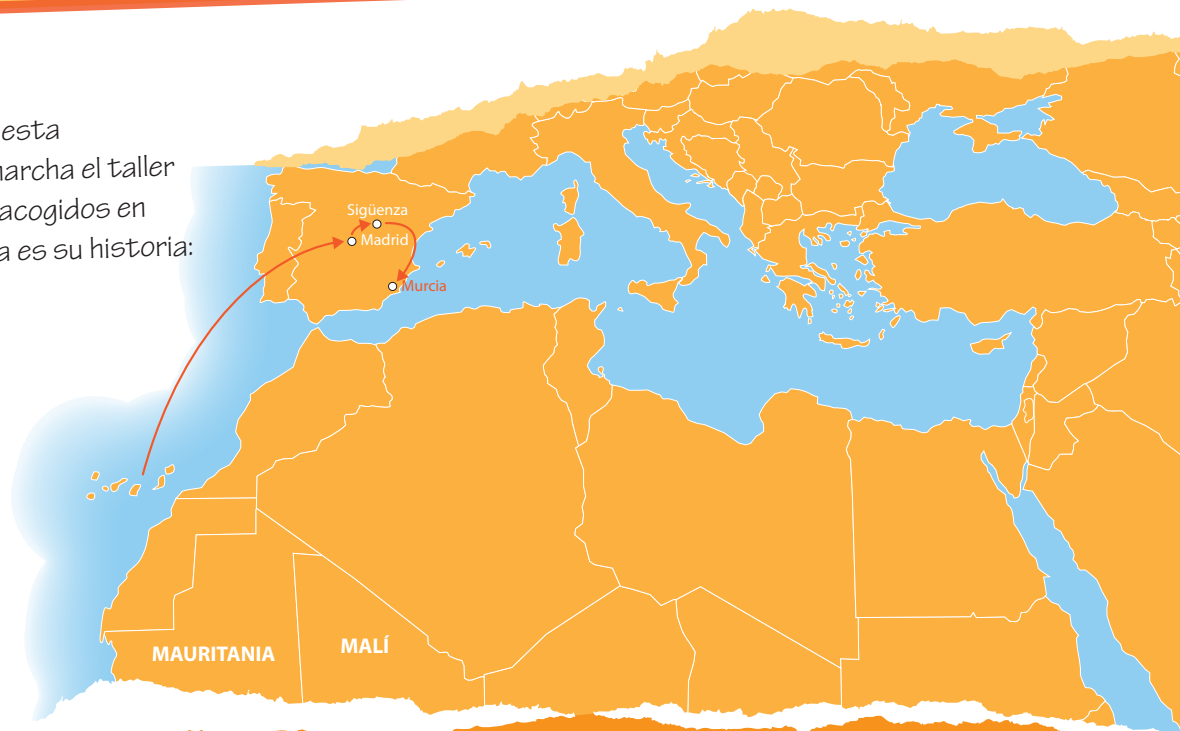 esta
marcha el taller
acogidos en
a es su historia:
Sigüenza
Madrid
Murcia
MAURITANIA
MALÍ